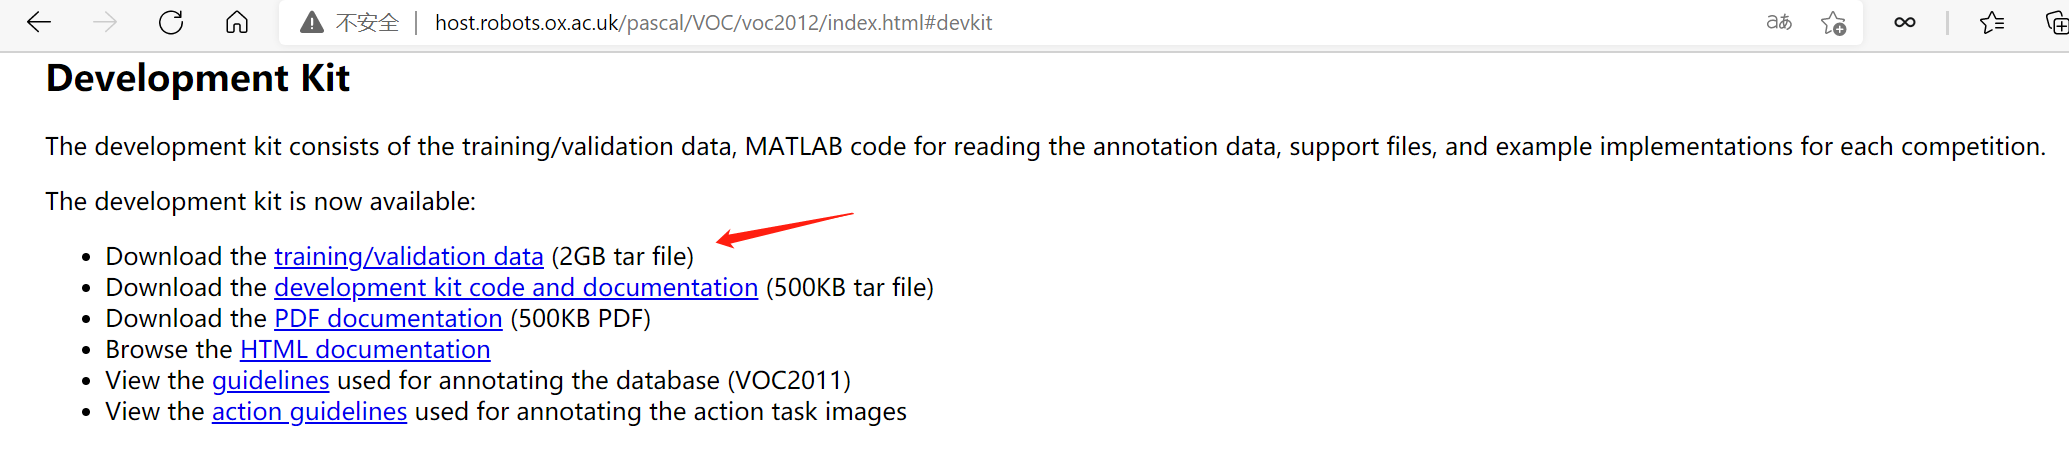 不安全 | host.robots.ox.ac.uk/pascal/VOC/voc2012/index.html#devkit aあ
Development Kit
The development kit consists of the training/validation data, MATLAB code for reading the annotation data, support files, and example implementations for each competition.
The development kit is now available:
• Download the training/validation data (2GB tar file)
• Download the development kit code and documentation (500KB tar file)
• Download the PDF documentation (500KB PDF)
• Browse the HTML documentation
• View the guidelines used for annotating the database (VOC2011)
• View the action guidelines used for annotating the action task images